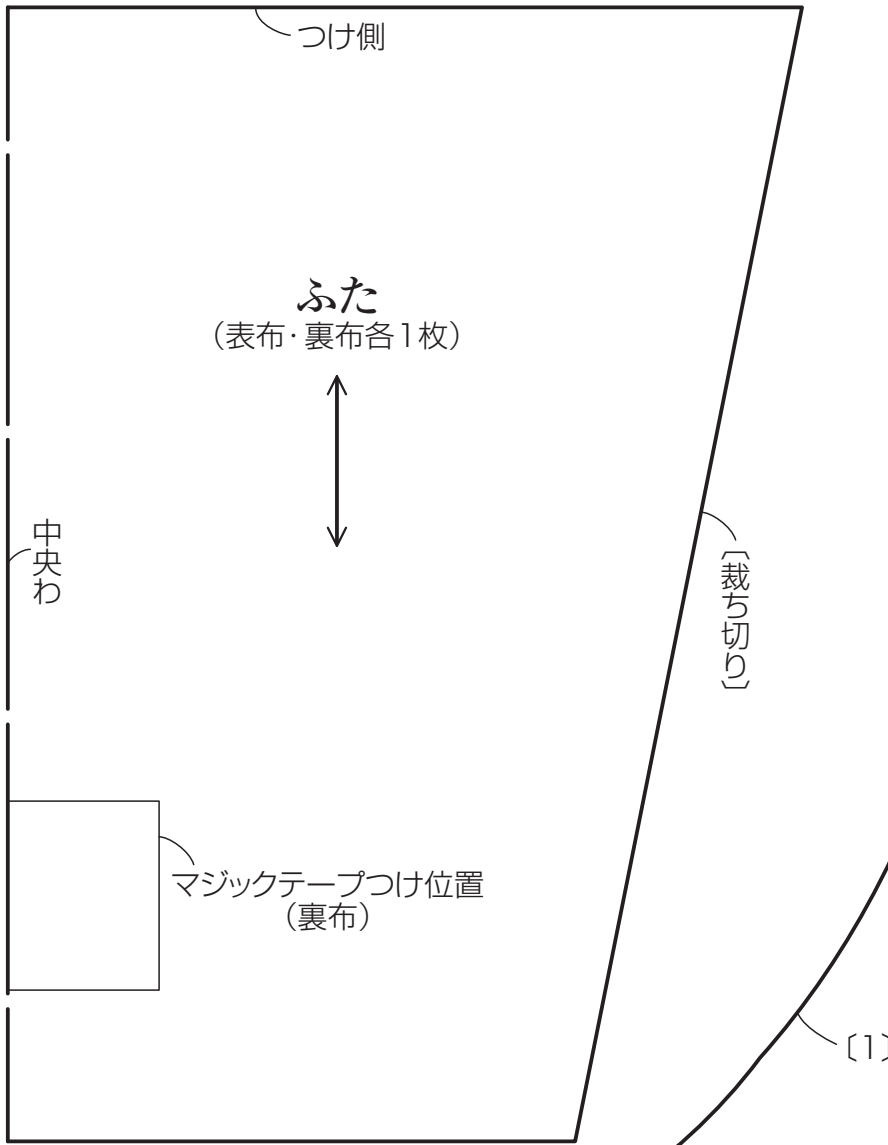 つけ側
ふた
（表布・裏布各1枚）
中央わ
〔裁ち切り〕
マジックテープつけ位置
（裏布）
〔1〕